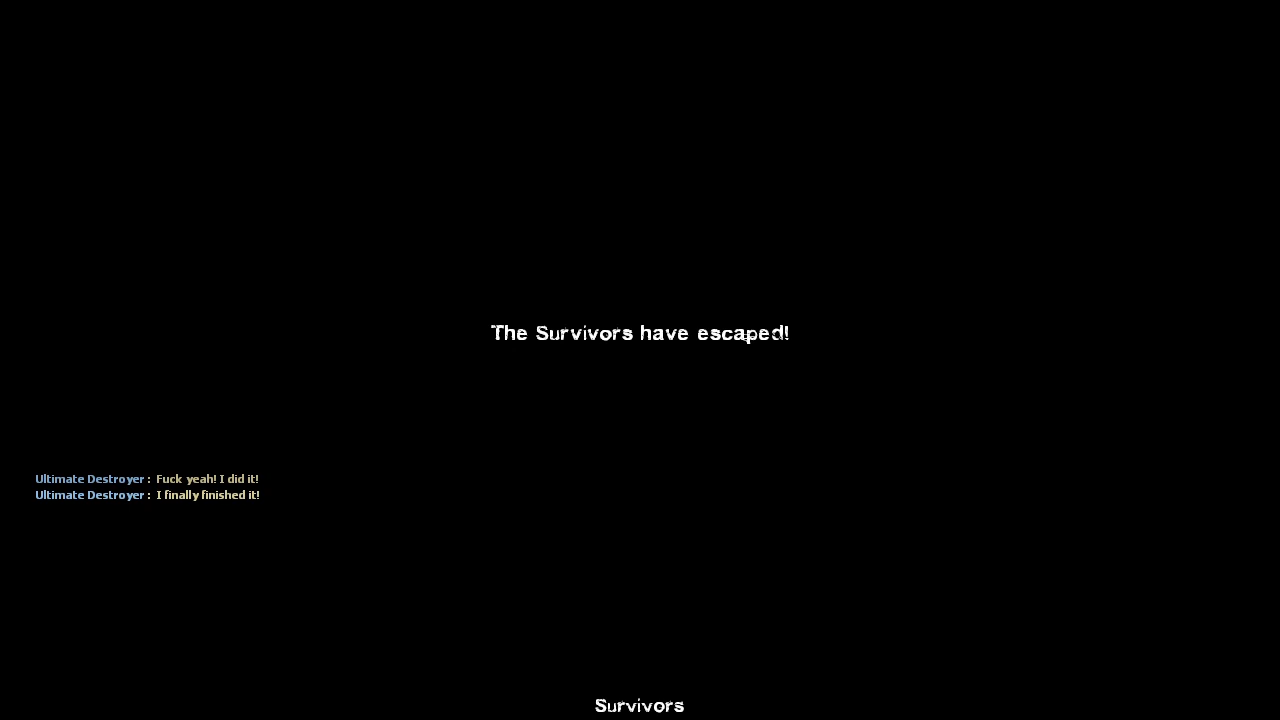 The Survivors have escaped!
Ultimate Destroyer : Fuck yeah! I did it!
Ultimate Destroyer : I finally finished it!
Survivors